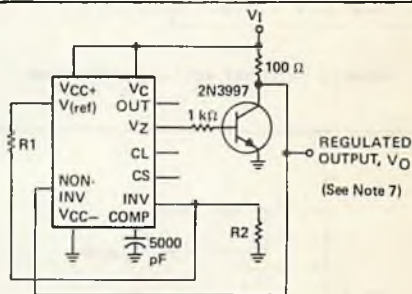 VI
100 Ω
2N3997
VCC+
VC
V(ref)
OUT
VZ
1 kΩ
R1
CL
REGULATED
OUTPUT, VO
NON-
INV
CS
INV
(See Note 7)
VCC−
COMP
5000
pF
R2